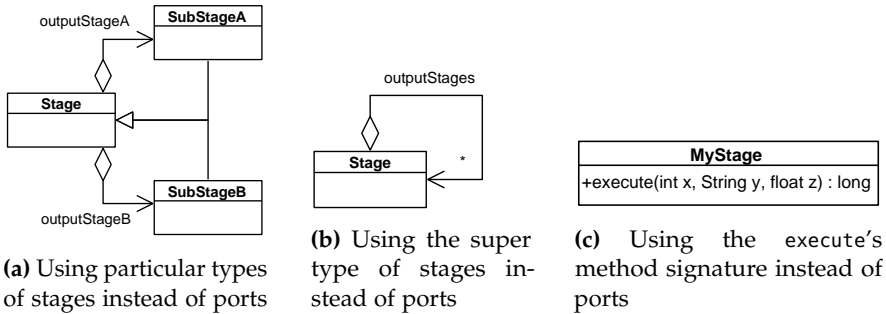 outputStageA
SubStageA
Stage
SubStageB
outputStageB
(a) Using particular types
of stages instead of ports
outputStages
Stage
*
(b) Using the super
type of stages in-
stead of ports
MyStage
+execute(int x, String y, float z) : long
(c) Using the execute's
method signature instead of
ports